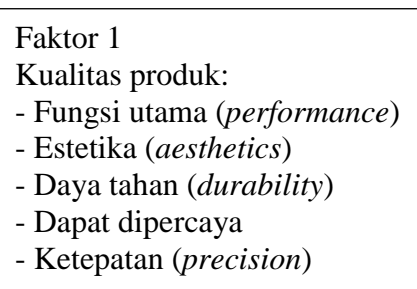 Faktor 1
Kualitas produk:
- Fungsi utama (performance)
- Estetika (aesthetics)
- Daya tahan (durability)
- Dapat dipercaya
- Ketepatan (precision)